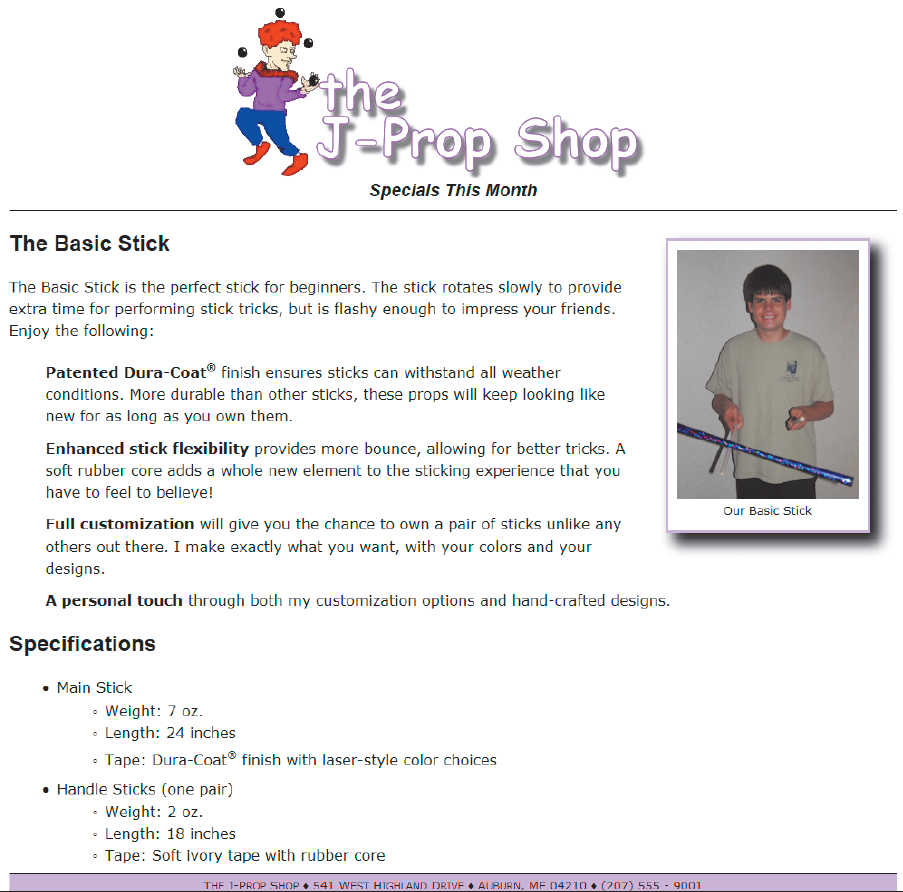 the
J-Prop Shop
Specials This Month
The Basic Stick
The Basic Stick is the perfect stick for beginners. The stick rotates slowly to provide
extra time for performing stick tricks, but is flashy enough to impress your friends.
Enjoy the following:
Patented Dura-Coat® finish ensures sticks can withstand all weather
conditions. More durable than other sticks, these props will keep looking like
new for as long as you own them.
Enhanced stick flexibility provides more bounce, allowing for better tricks. A
soft rubber core adds a whole new element to the sticking experience that you
have to feel to believe!
Full customization will give you the chance to own a pair of sticks unlike any
others out there. I make exactly what you want, with your colors and your
designs.
A personal touch through both my customization options and hand-crafted designs.
Our Basic Stick
Specifications
• Main Stick
◦ Weight: 7 oz.
◦ Length: 24 inches
◦ Tape: Dura-Coat® finish with laser-style color choices
• Handle Sticks (one pair)
◦ Weight: 2 oz.
◦ Length: 18 inches
◦ Tape: Soft ivory tape with rubber core
THE J-PROP SHOP ♦ 541 WEST HIGHLAND DRIVE ♦ AUBURN, ME 04210 ♦ (207) 555 - 9001